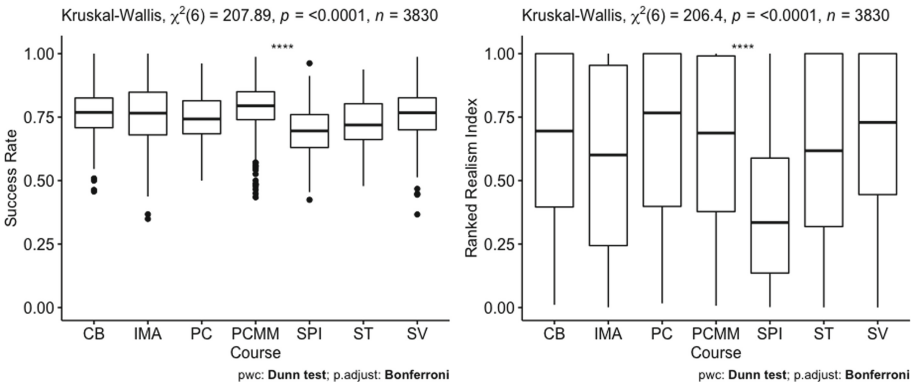 Kruskal-Wallis, χ²(6) = 207.89, p = <0.0001, n = 3830
****
1.00
0.75
0.50
0.25
0.00
Success Rate
CB IMA PC PCMM SPI ST SV
Course
pwc: Dunn test; p.adjust: Bonferroni
Kruskal-Wallis, χ²(6) = 206.4, p = <0.0001, n = 3830
****
1.00
0.75
0.50
0.25
0.00
Ranked Realism Index
CB IMA PC PCMM SPI ST SV
Course
pwc: Dunn test; p.adjust: Bonferroni